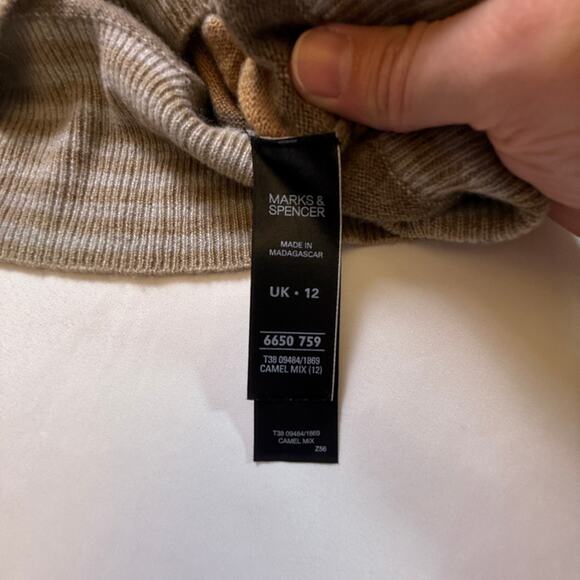 MARKS &
SPENCER
MADE IN
MADAGASCAR
UK • 12
6650 759
T38 09484/1869
CAMEL MIX (12)
T38 09484/1869
CAMEL MIX
Z56